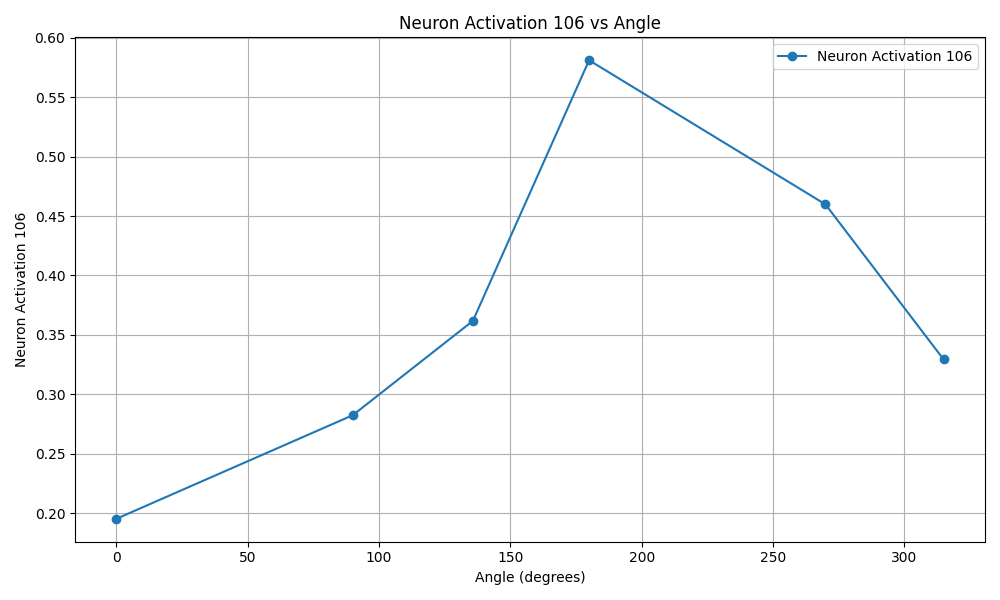 Neuron Activation 106 vs Angle
Neuron Activation 106
0.60
0.55
0.50
0.45
0.40
0.35
0.30
0.25
0.20
Neuron Activation 106
0 50 100 150 200 250 300
Angle (degrees)